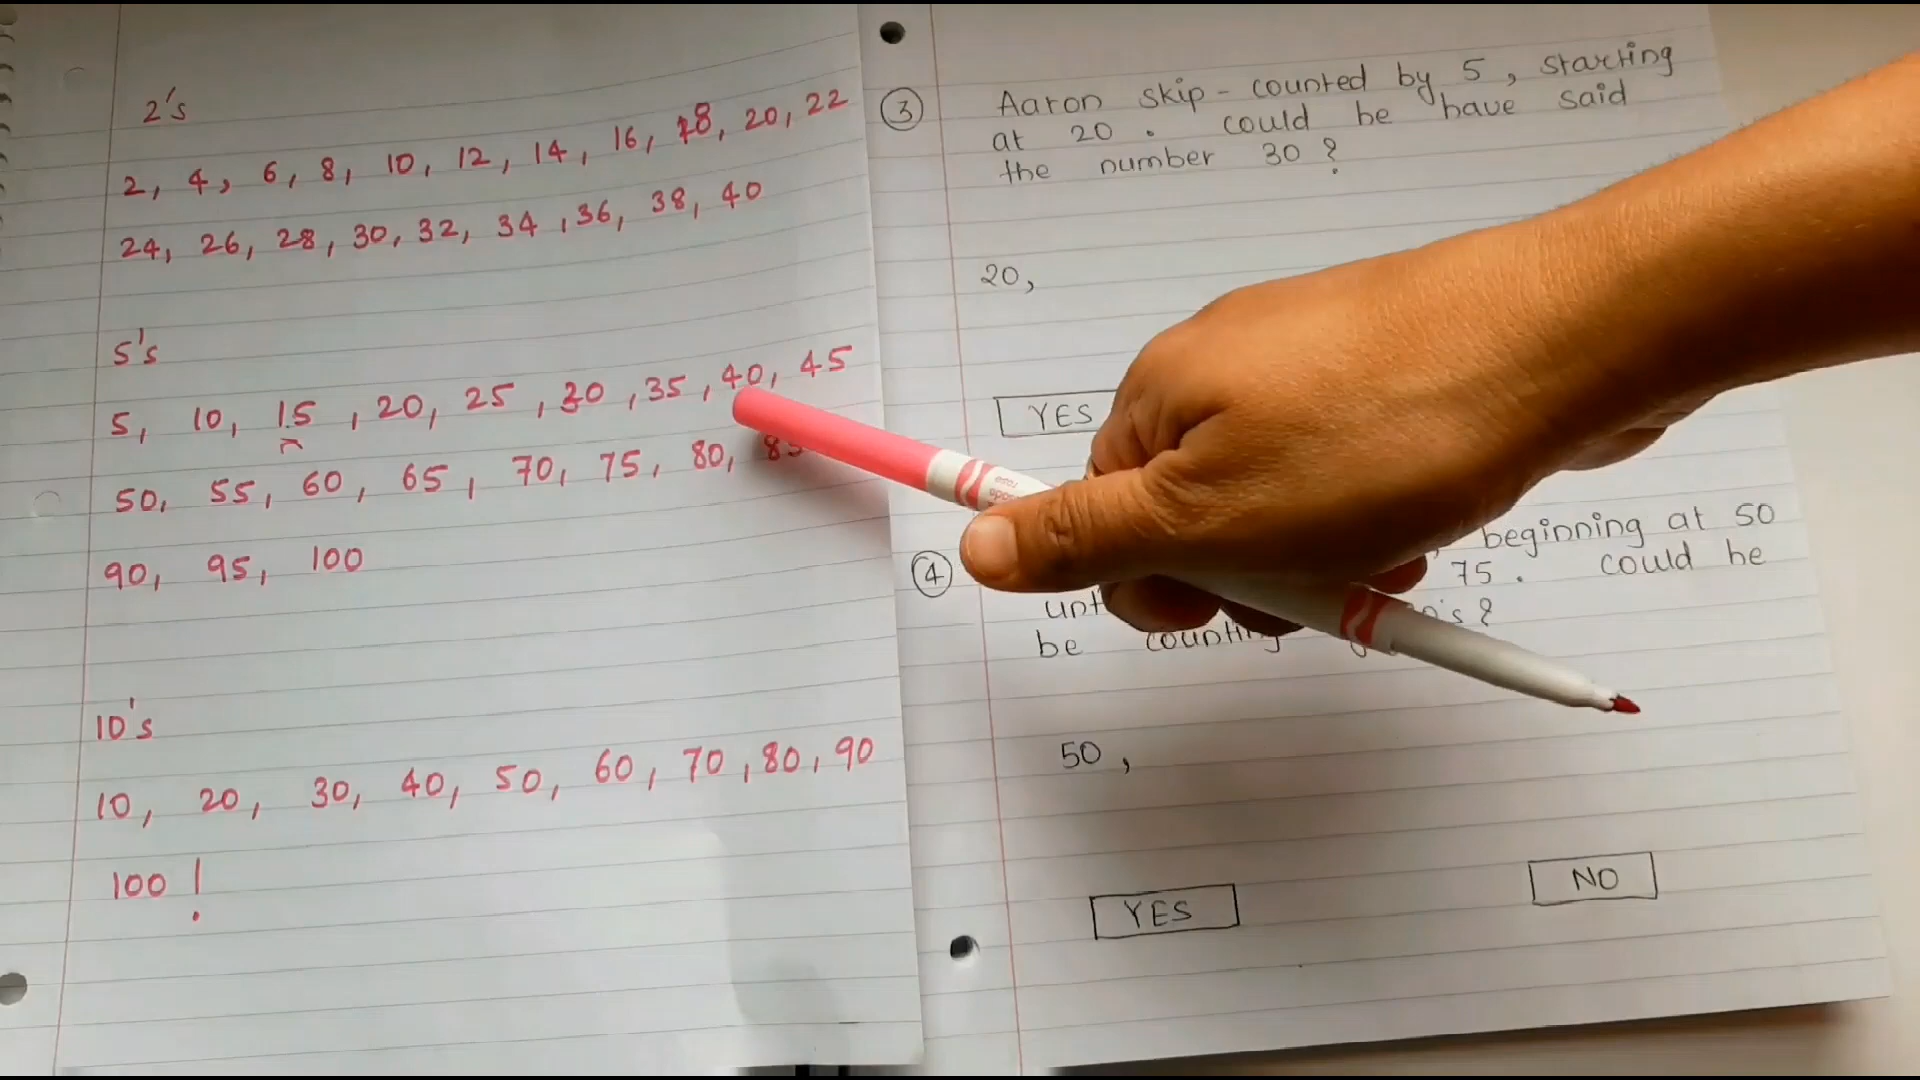 2's
2, 4, 6, 8, 10, 12, 14, 16, 18, 20, 22
24, 26, 28, 30, 32, 34, 36, 38, 40
5's
5, 10, 15, 20, 25, 30, 35, 40, 45
50, 55, 60, 65, 70, 75, 80, 85
90, 95, 100
10's
10, 20, 30, 40, 50, 60, 70, 80, 90
100 !
3 Aaron skip-counted by 5, starting
at 20. could be have said
the number 30 ?
20,
YES
4 beginning at 50
75. could he
be counting
50,
YES NO